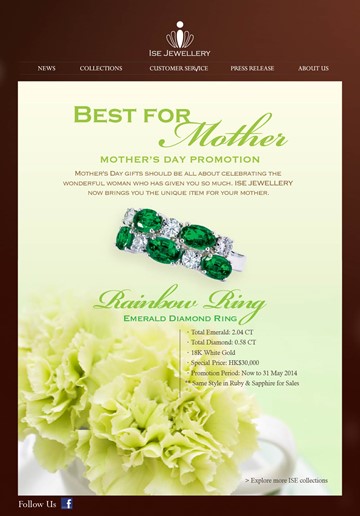 ISE JEWELLERY
NEWS COLLECTIONS CUSTOMER SERVICE PRESS RELEASE ABOUT US
BEST FOR
Mother
MOTHER'S DAY PROMOTION
MOTHER'S DAY GIFTS SHOULD BE ALL ABOUT CELEBRATING THE
WONDERFUL WOMAN WHO HAS GIVEN YOU SO MUCH. ISE JEWELLERY
NOW BRINGS YOU THE UNIQUE ITEM FOR YOUR MOTHER.
Rainbow Ring
EMERALD DIAMOND RING
· Total Emerald: 2.04 CT
· Total Diamond: 0.58 CT
· 18K White Gold
· Special Price: HK$30,000
· Promotion Period: Now to 31 May 2014
** Same Style in Ruby & Sapphire for Sales
> Explore more ISE collections
Follow Us f